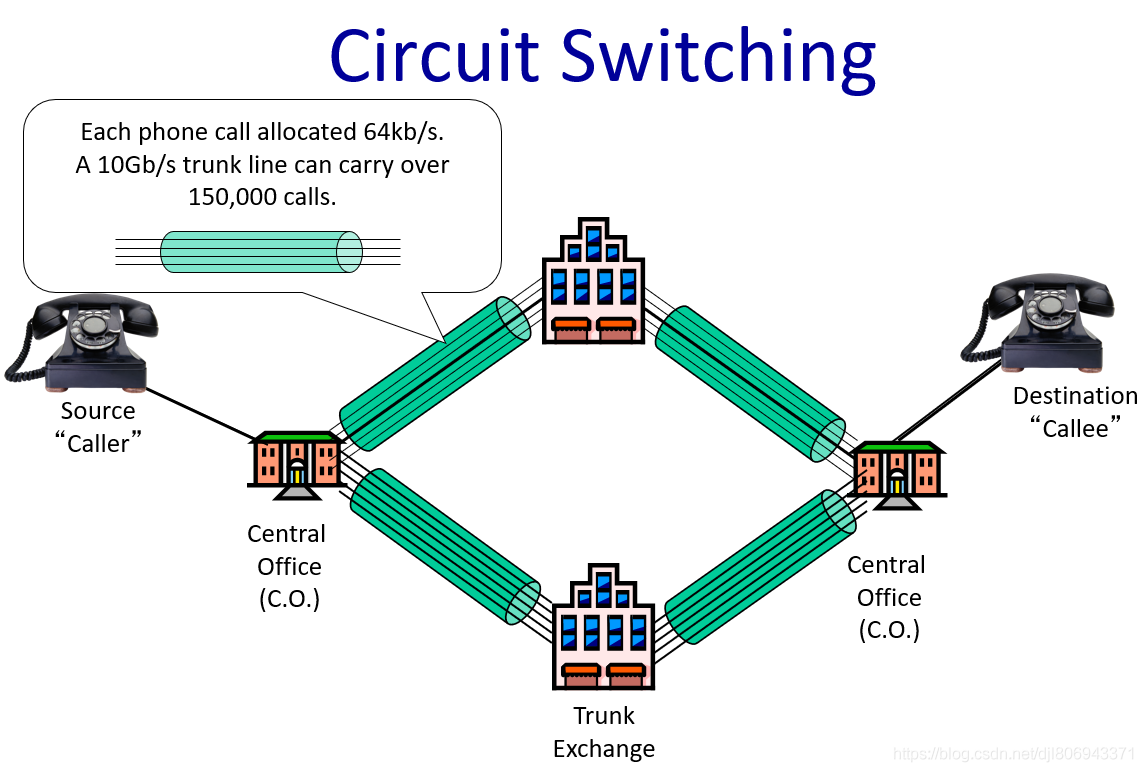 Circuit Switching
Each phone call allocated 64kb/s.
A 10Gb/s trunk line can carry over
150,000 calls.
Source
“Caller”
Destination
“Callee”
Central
Office
(C.O.)
Central
Office
(C.O.)
Trunk
Exchange
https://blog.csdn.net/djl806943371